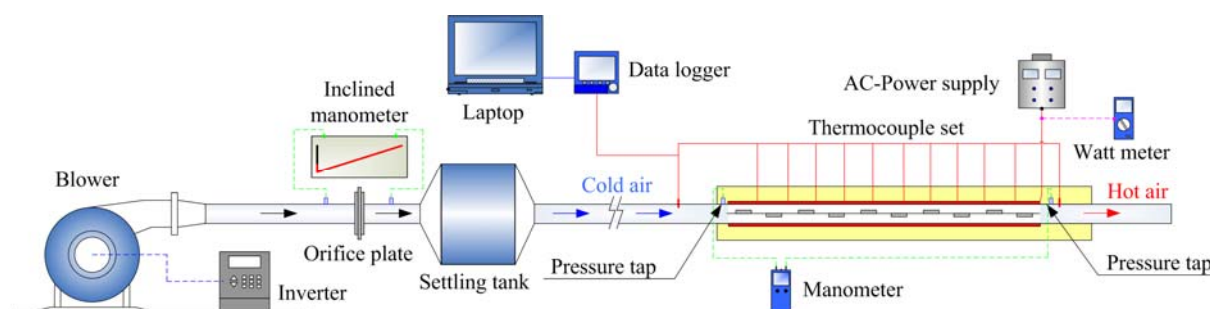 Blower
Inclined
manometer
Orifice plate
Inverter
Settling tank
Laptop
Data logger
Cold air
Thermocouple set
AC-Power supply
Watt meter
Hot air
Pressure tap
Manometer
Pressure tap